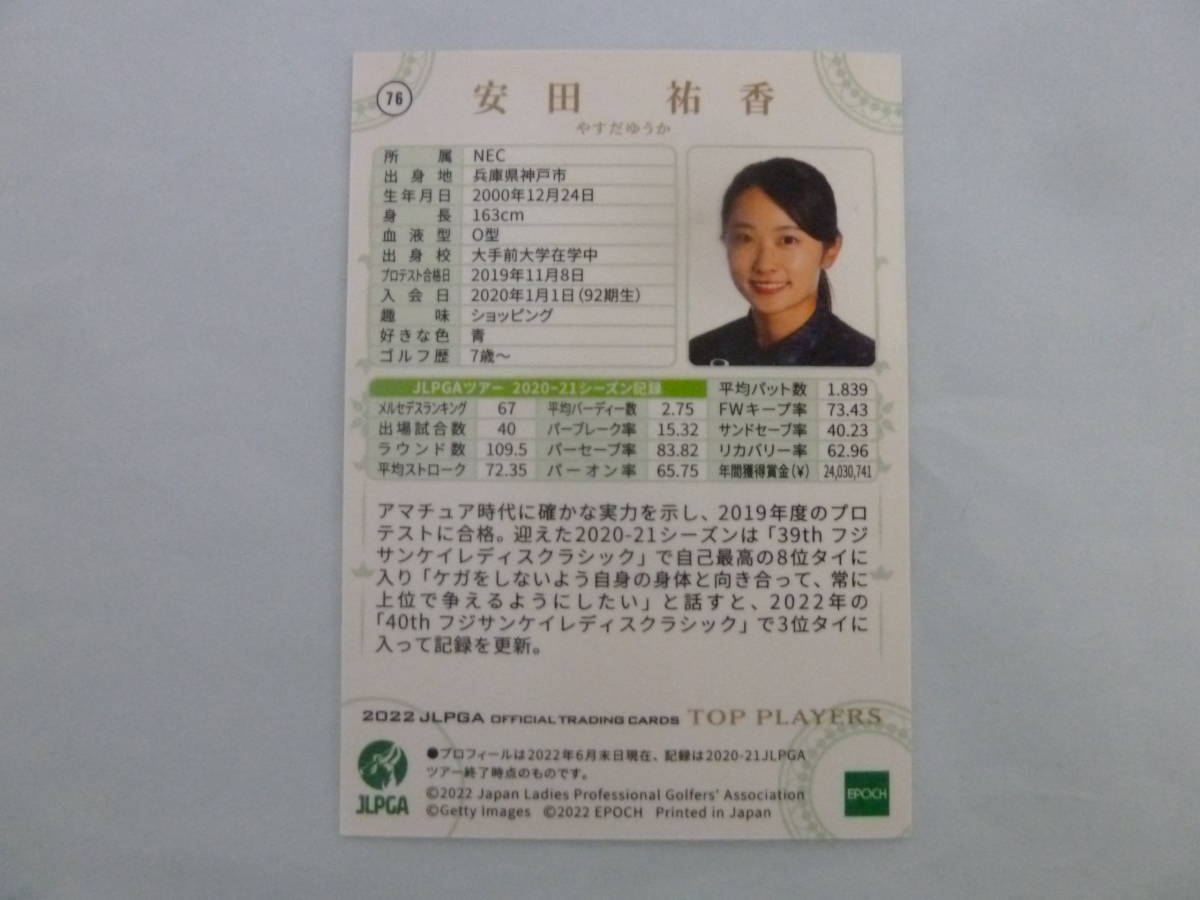 76
安田 祐香
やすだゆうか
所属 NEC
出身地 兵庫県神戸市
生年月日 2000年12月24日
身長 163cm
血液型 O型
出身校 大手前大学在学中
プロテスト合格日 2019年11月8日
入会日 2020年1月1日(92期生)
趣味 ショッピング
好きな色 青
ゴルフ歴 7歳～
JLPGAツアー 2020-21シーズン記録 平均パット数 1.839
メルセデスランキング 67 平均バーディー数 2.75 FWキープ率 73.43
出場試合数 40 パーブレーク率 15.32 サンドセーブ率 40.23
ラウンド数 109.5 パーセーブ率 83.82 リカバリー率 62.96
平均ストローク 72.35 パーオン率 65.75 年間獲得賞金(¥) 24,030,741
アマチュア時代に確かな実力を示し、2019年度のプロ
テストに合格。迎えた2020-21シーズンは「39th フジ
サンケイレディスクラシック」で自己最高の8位タイに
入り「ケガをしないよう自身の身体と向き合って、常に
上位で争えるようにしたい」と話すと、2022年の
「40th フジサンケイレディスクラシック」で3位タイに
入って記録を更新。
2022 JLPGA OFFICIAL TRADING CARDS TOP PLAYERS
●プロフィールは2022年6月末日現在、記録は2020-21JLPGA
ツアー終了時点のものです。
©2022 Japan Ladies Professional Golfers' Association
©Getty Images ©2022 EPOCH Printed in Japan
JLPGA
EPOCH